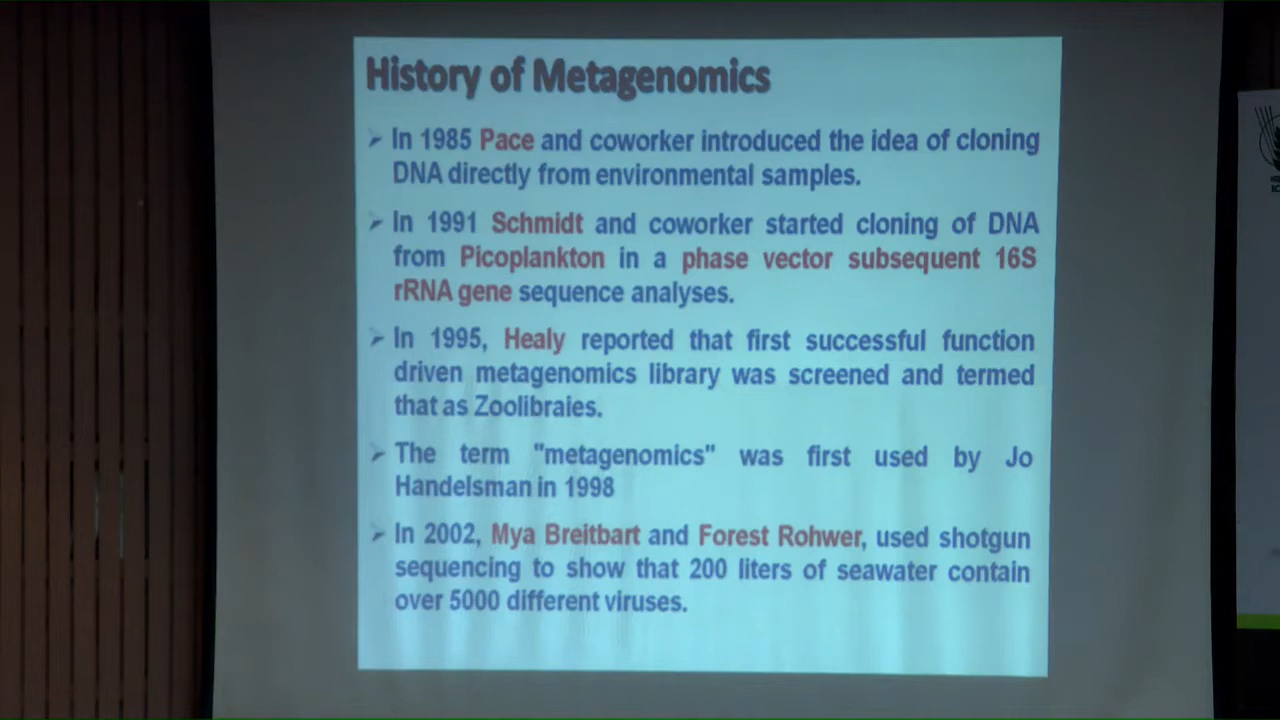 History of Metagenomics
➢ In 1985 Pace and coworker introduced the idea of cloning
DNA directly from environmental samples.
➢ In 1991 Schmidt and coworker started cloning of DNA
from Picoplankton in a phase vector subsequent 16S
rRNA gene sequence analyses.
➢ In 1995, Healy reported that first successful function
driven metagenomics library was screened and termed
that as Zoolibraies.
➢ The term "metagenomics" was first used by Jo
Handelsman in 1998
➢ In 2002, Mya Breitbart and Forest Rohwer, used shotgun
sequencing to show that 200 liters of seawater contain
over 5000 different viruses.